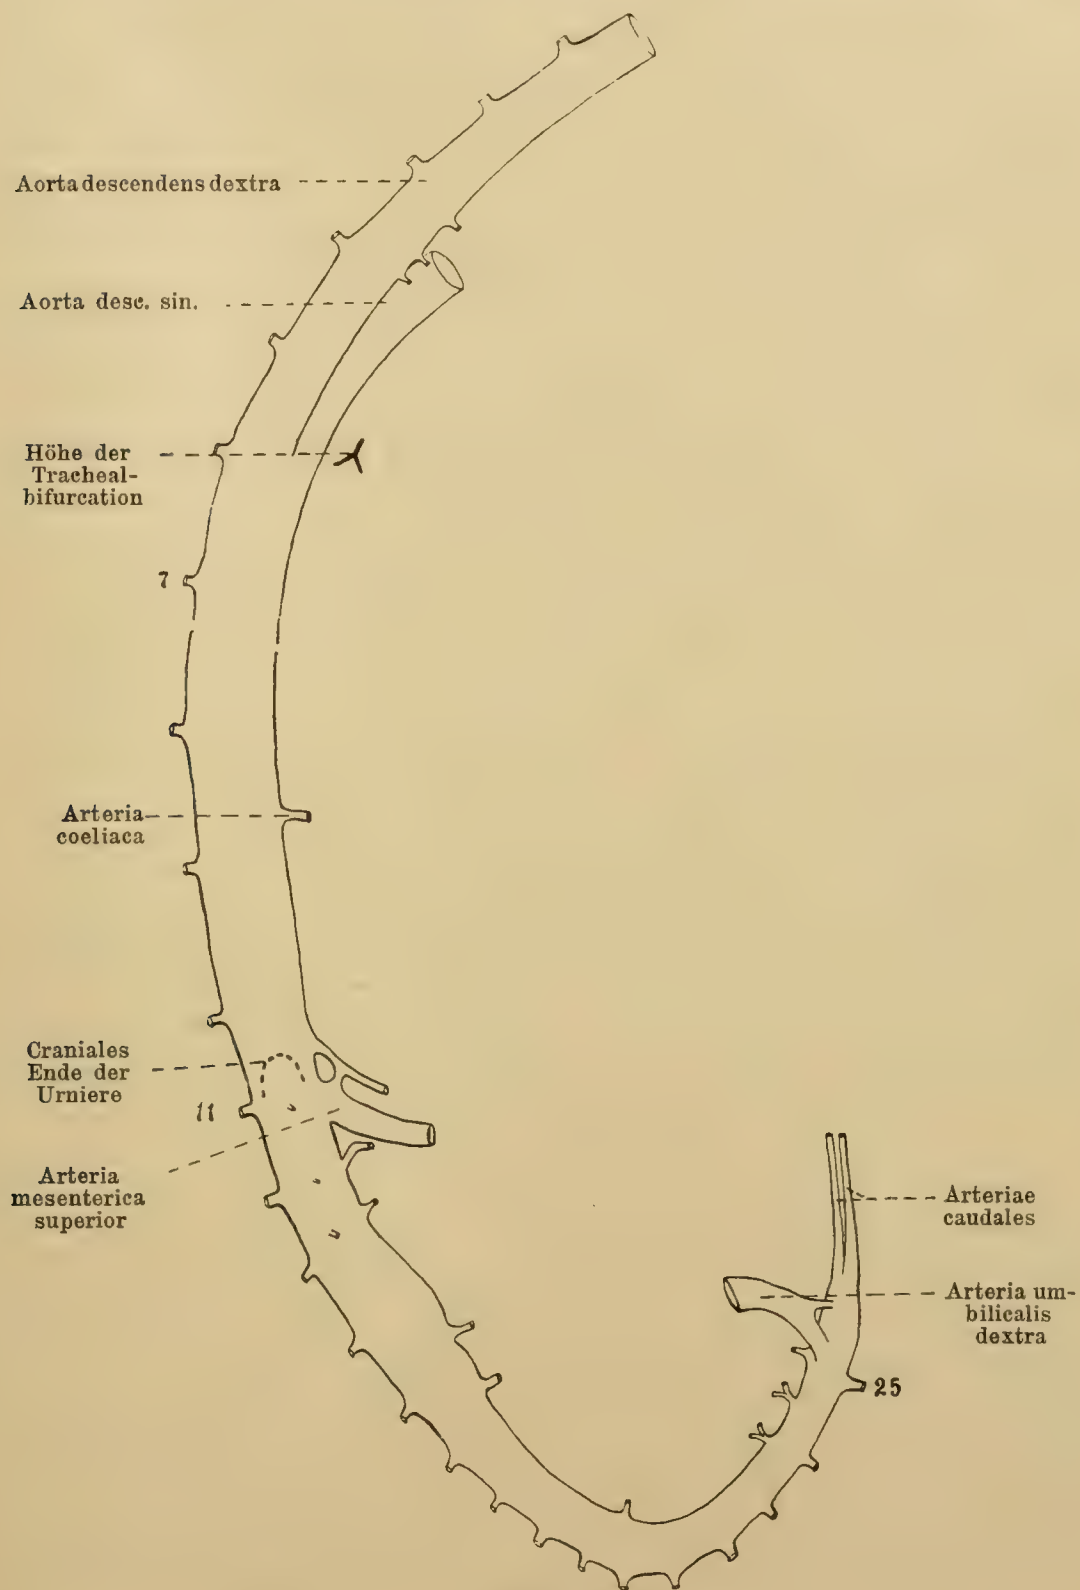 Aorta descendens dextra
Aorta desc. sin.
Höhe der
Tracheal-
bifurcation
7
Arteria
coeliaca
Craniales
Ende der
Urniere
11
Arteria
mesenterica
superior
Arteriae
caudales
Arteria um-
bilicalis
dextra
25